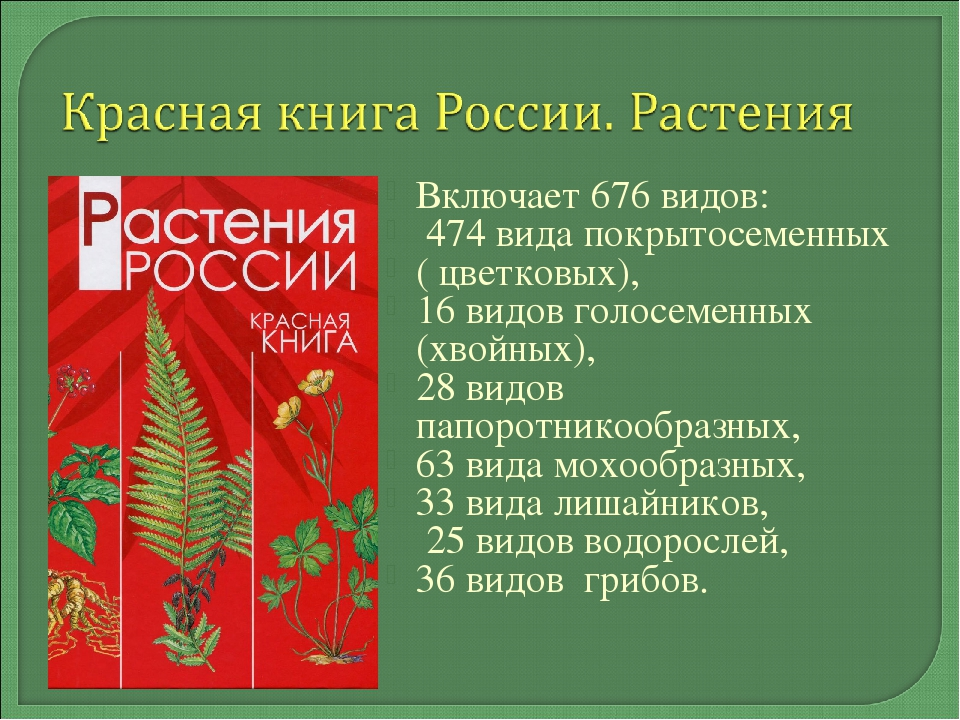 Красная книга России. Растения
Растения
РОССИИ
КРАСНАЯ
КНИГА
Включает 676 видов:
474 вида покрытосеменных
( цветковых),
16 видов голосеменных
(хвойных),
28 видов
папоротникообразных,
63 вида мохообразных,
33 вида лишайников,
25 видов водорослей,
36 видов грибов.